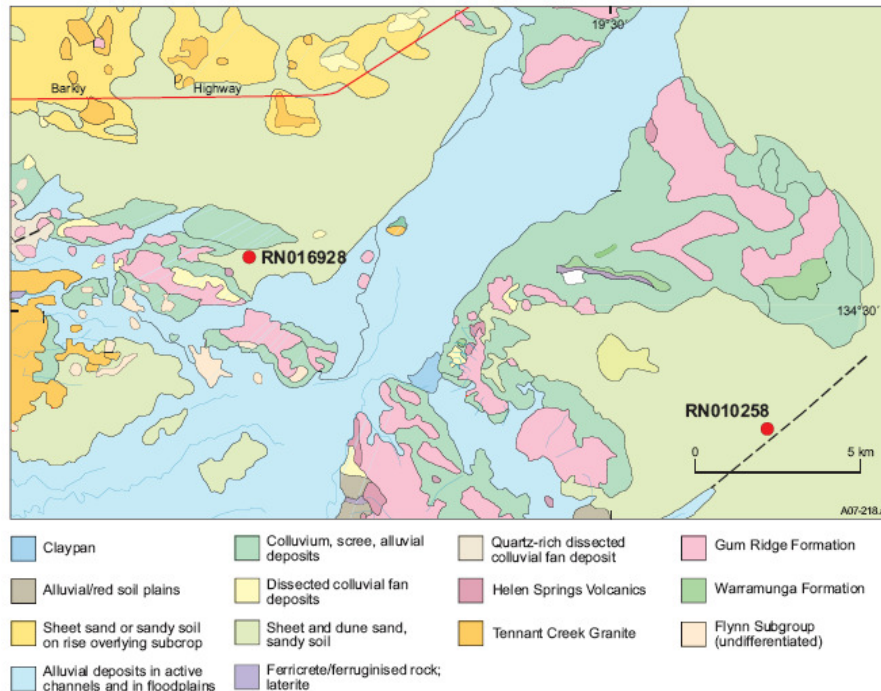 19°30'
Barkly Highway
RN016928
134°30'
RN010258
0 5 km
A07-218.
Claypan
Colluvium, scree, alluvial
deposits
Quartz-rich dissected
colluvial fan deposit
Gum Ridge Formation
Alluvial/red soil plains
Dissected colluvial fan
deposits
Helen Springs Volcanics
Warramunga Formation
Sheet sand or sandy soil
on rise overlying subcrop
Sheet and dune sand,
sandy soil
Tennant Creek Granite
Flynn Subgroup
(undifferentiated)
Alluvial deposits in active
channels and in floodplains
Ferricrete/ferruginised rock;
laterite